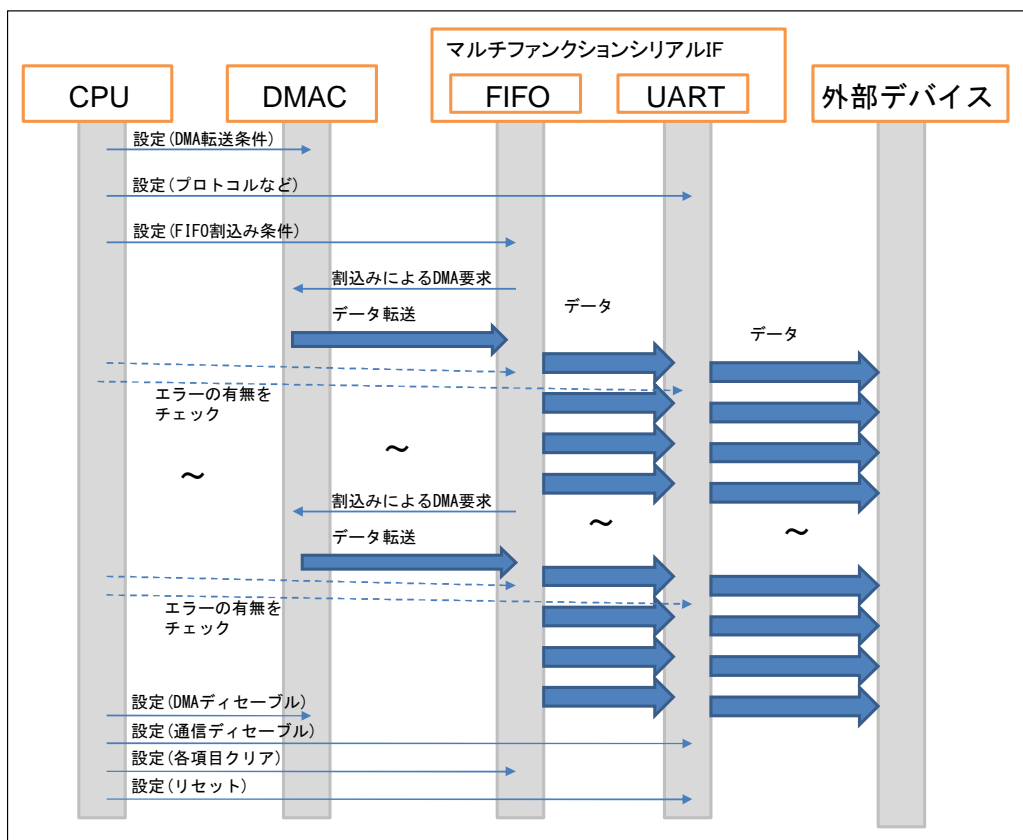 マルチファンクションシリアルIF
CPU
DMAC
FIFO
UART
外部デバイス
設定(DMA転送条件)
設定(プロトコルなど)
設定(FIFO割込み条件)
割込みによるDMA要求
データ転送
データ
データ
エラーの有無を
チェック
~
~
割込みによるDMA要求
データ転送
~
~
エラーの有無を
チェック
設定(DMAディセーブル)
設定(通信ディセーブル)
設定(各項目クリア)
設定(リセット)